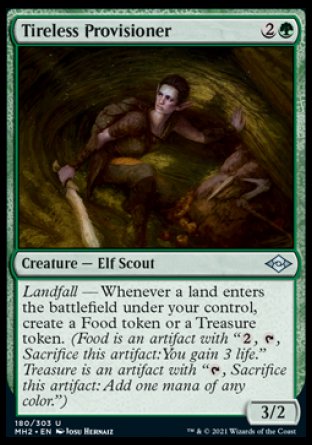 Tireless Provisioner 2
Creature — Elf Scout
Landfall — Whenever a land enters
the battlefield under your control,
create a Food token or a Treasure
token. (Food is an artifact with “2, ,
Sacrifice this artifact:You gain 3 life.”
Treasure is an artifact with “ , Sacrifice
this artifact:Add one mana of any
color.”)
3/2
180/303 U
MH2 • EN Josu Hernaiz
™ & © 2021 Wizards of the Coast